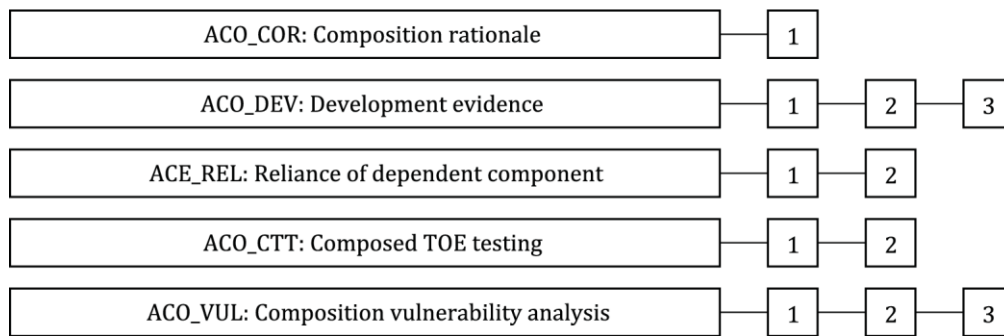 ACO_COR: Composition rationale 1
ACO_DEV: Development evidence 1 2 3
ACE_REL: Reliance of dependent component 1 2
ACO_CTT: Composed TOE testing 1 2
ACO_VUL: Composition vulnerability analysis 1 2 3